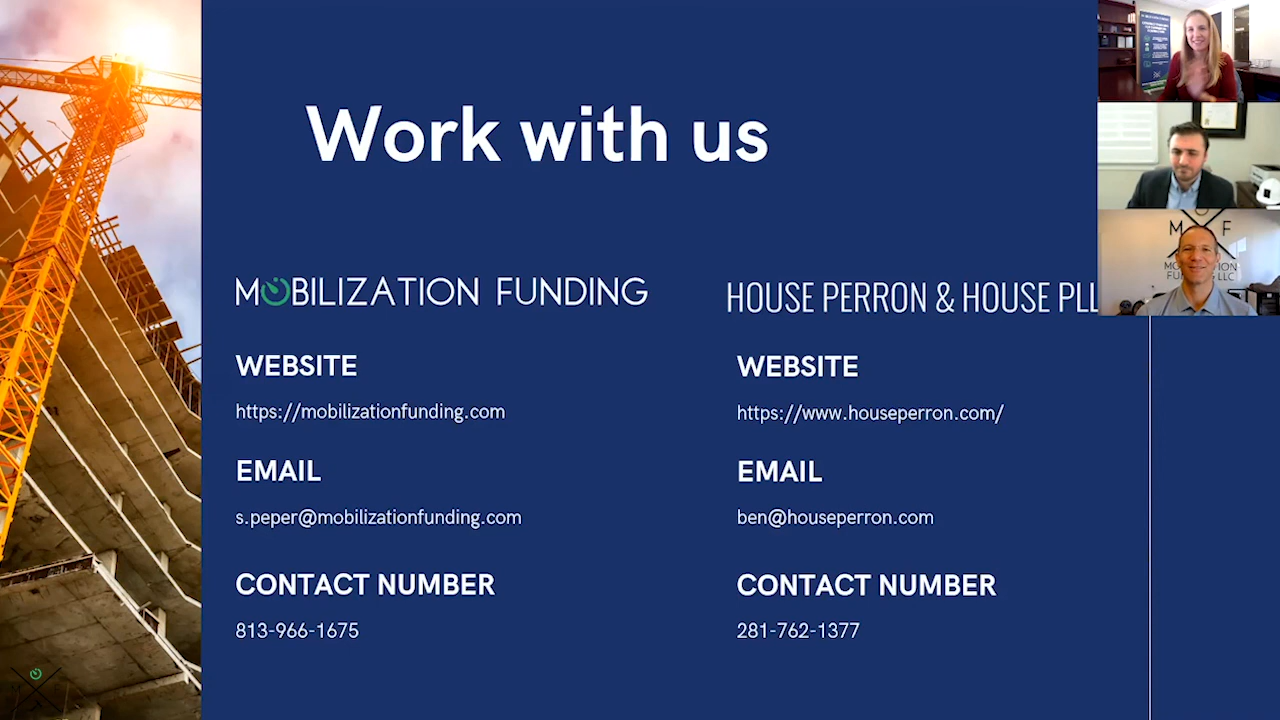 Work with us
MOBILIZATION FUNDING
WEBSITE
https://mobilizationfunding.com
EMAIL
s.peper@mobilizationfunding.com
CONTACT NUMBER
813-966-1675
HOUSE PERRON & HOUSE PLL
WEBSITE
https://www.houseperron.com/
EMAIL
ben@houseperron.com
CONTACT NUMBER
281-762-1377
M F